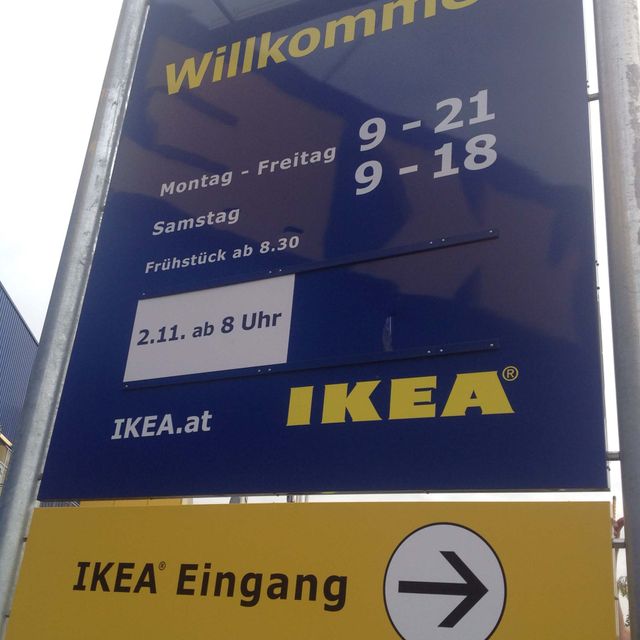 Willkomme
Montag - Freitag 9 - 21
Samstag 9 - 18
Frühstück ab 8.30
2.11. ab 8 Uhr
IKEA.at
IKEA®
IKEA® Eingang